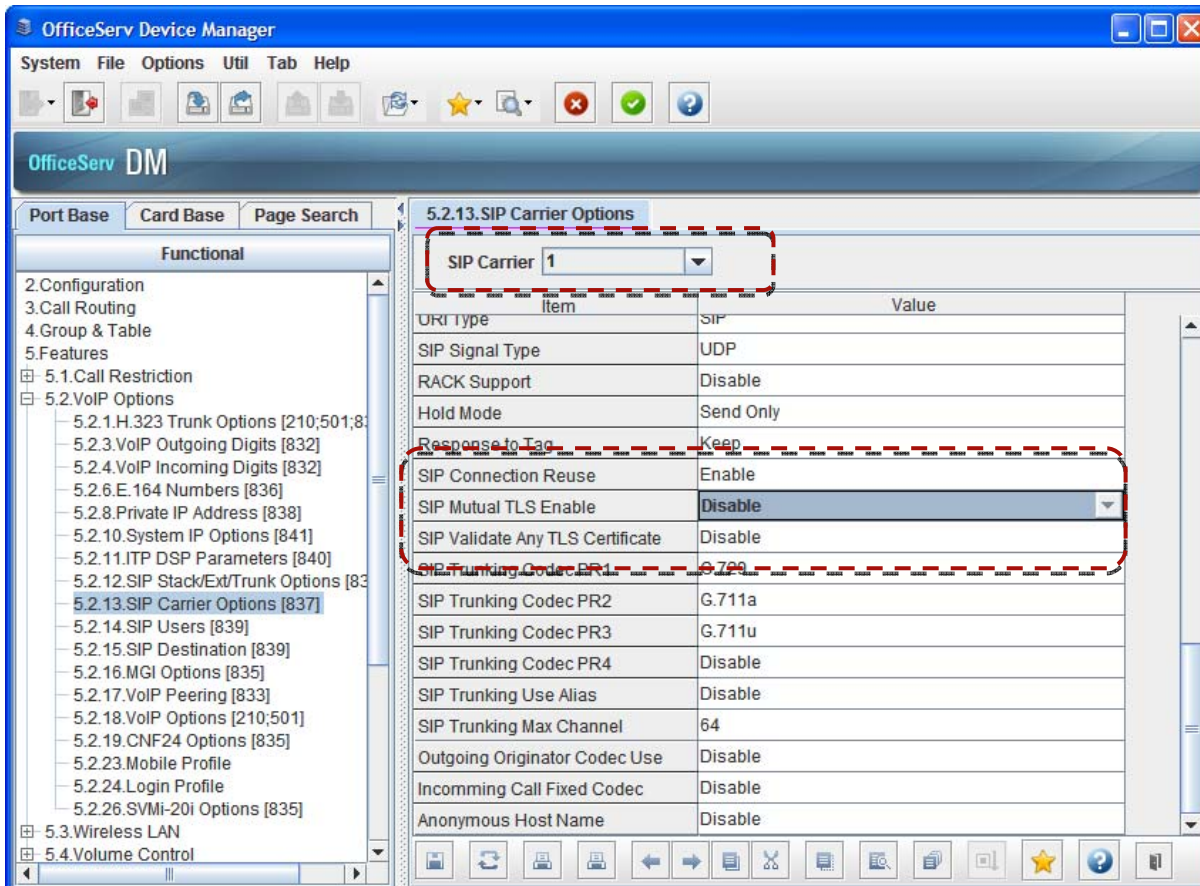 OfficeServ Device Manager
System File Options Util Tab Help
OfficeServ DM
Port Base Card Base Page Search
Functional
2.Configuration
3.Call Routing
4.Group & Table
5.Features
5.1.Call Restriction
5.2.VoIP Options
5.2.1.H.323 Trunk Options [210;501;83
5.2.3.VoIP Outgoing Digits [832]
5.2.4.VoIP Incoming Digits [832]
5.2.6.E.164 Numbers [836]
5.2.8.Private IP Address [838]
5.2.10.System IP Options [841]
5.2.11.ITP DSP Parameters [840]
5.2.12.SIP Stack/Ext/Trunk Options [83
5.2.13.SIP Carrier Options [837]
5.2.14.SIP Users [839]
5.2.15.SIP Destination [839]
5.2.16.MGI Options [835]
5.2.17.VoIP Peering [833]
5.2.18.VoIP Options [210;501]
5.2.19.CNF24 Options [835]
5.2.23.Mobile Profile
5.2.24.Login Profile
5.2.26.SVMi-20i Options [835]
5.3.Wireless LAN
5.4.Volume Control
5.2.13.SIP Carrier Options
SIP Carrier 1
Item Value
URI Type SIP
SIP Signal Type UDP
RACK Support Disable
Hold Mode Send Only
Response to Tag Keep
SIP Connection Reuse Enable
SIP Mutual TLS Enable Disable
SIP Validate Any TLS Certificate Disable
SIP Trunking Codec PR1 G.729
SIP Trunking Codec PR2 G.711a
SIP Trunking Codec PR3 G.711u
SIP Trunking Codec PR4 Disable
SIP Trunking Use Alias Disable
SIP Trunking Max Channel 64
Outgoing Originator Codec Use Disable
Incomming Call Fixed Codec Disable
Anonymous Host Name Disable